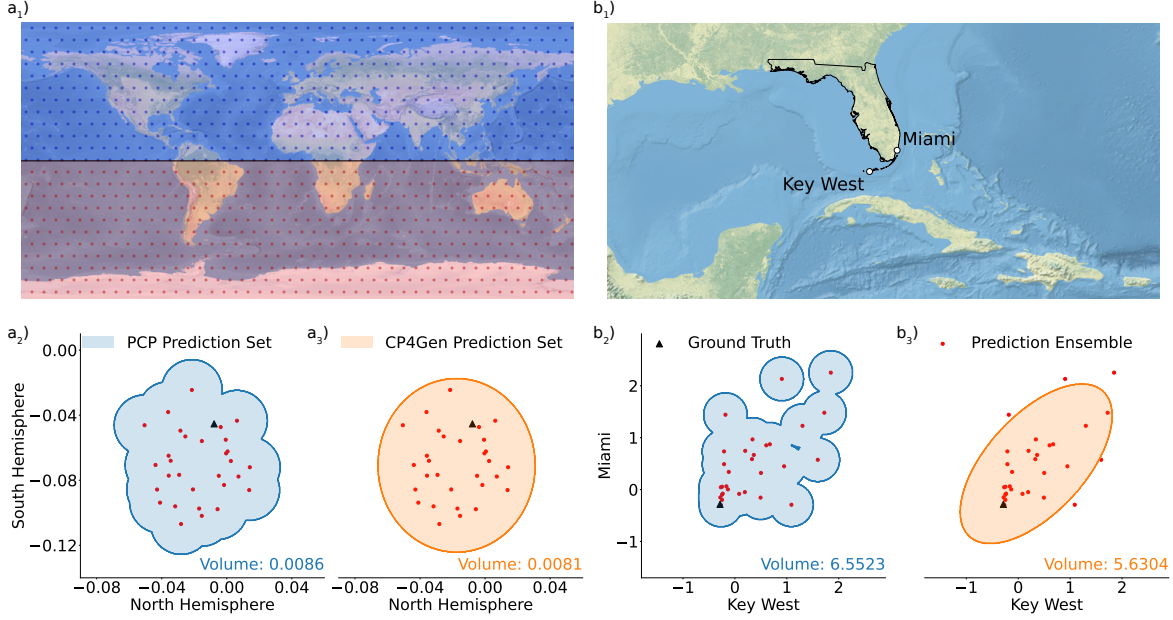 a₁)
b₁)
Miami
Key West
a₂)
a₃)
b₂)
b₃)
PCP Prediction Set
CP4Gen Prediction Set
Ground Truth
Prediction Ensemble
0.00
−0.04
−0.08
−0.12
South Hemisphere
2
1
0
−1
Miami
Volume: 0.0086
Volume: 0.0081
Volume: 6.5523
Volume: 5.6304
−0.08 −0.04 0.00 0.04
−0.08 −0.04 0.00 0.04
−1 0 1 2
−1 0 1 2
North Hemisphere
North Hemisphere
Key West
Key West